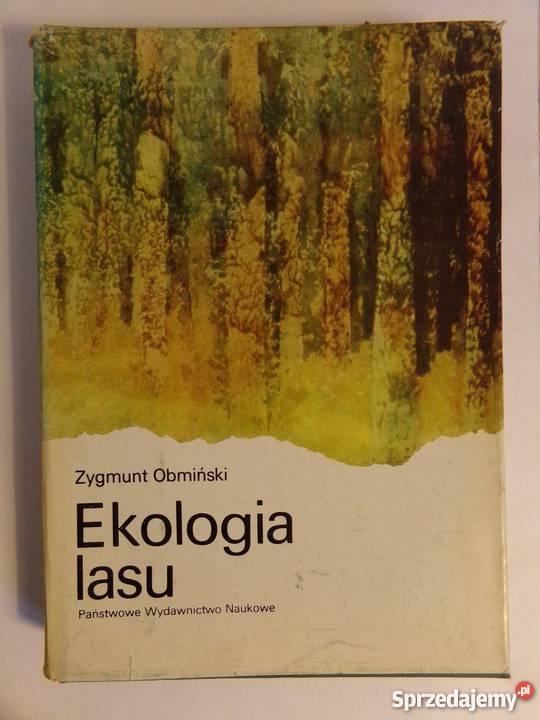 Zygmunt Obmiński
Ekologia
lasu
Państwowe Wydawnictwo Naukowe
Sprzedajemy.pl